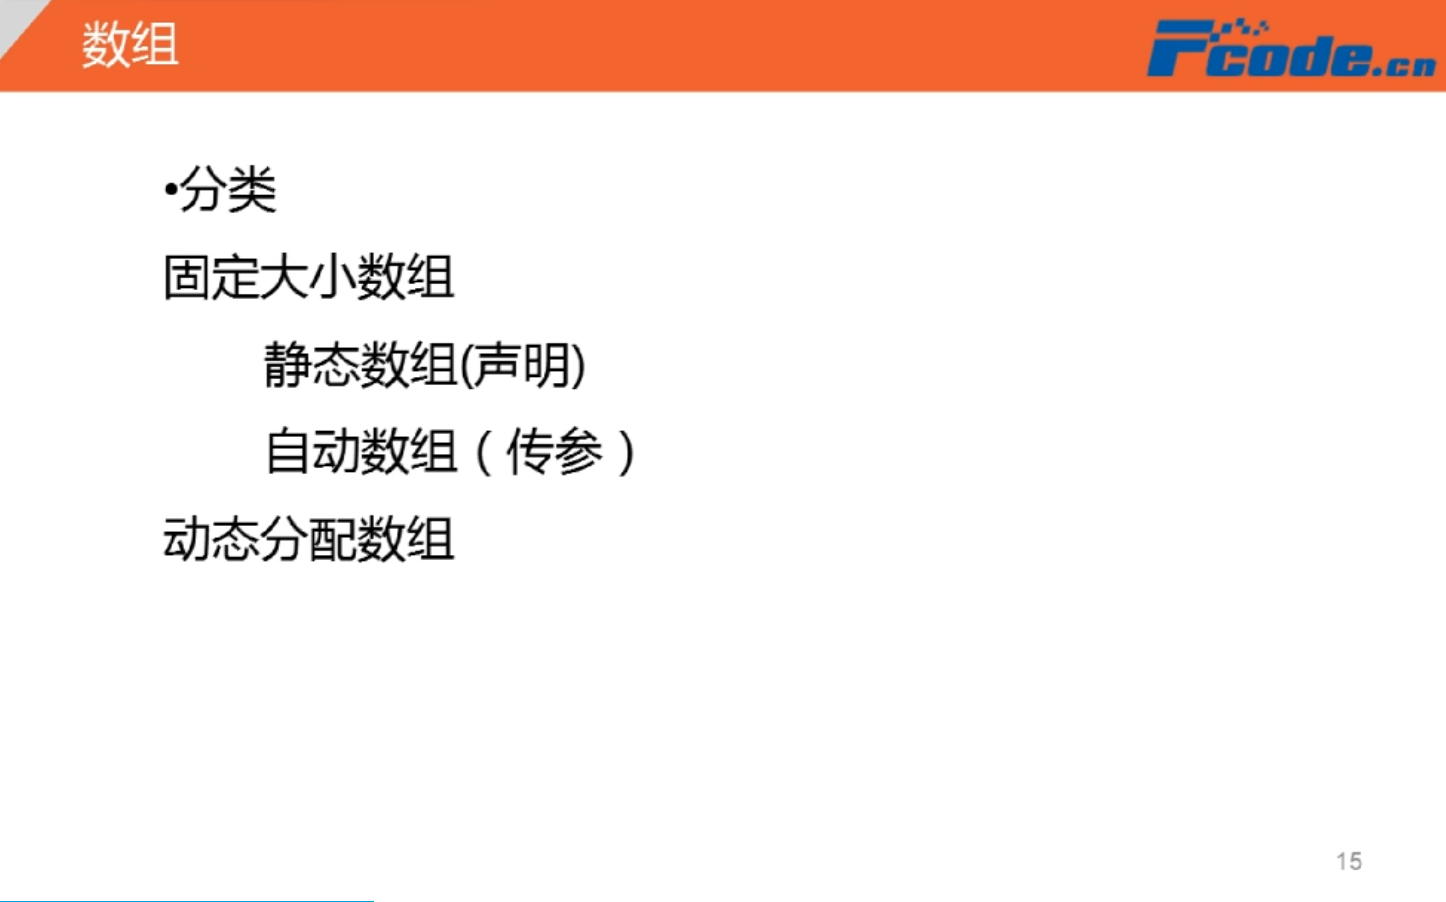 数组
Fcode.cn
•分类
固定大小数组
静态数组(声明)
自动数组（传参）
动态分配数组
15